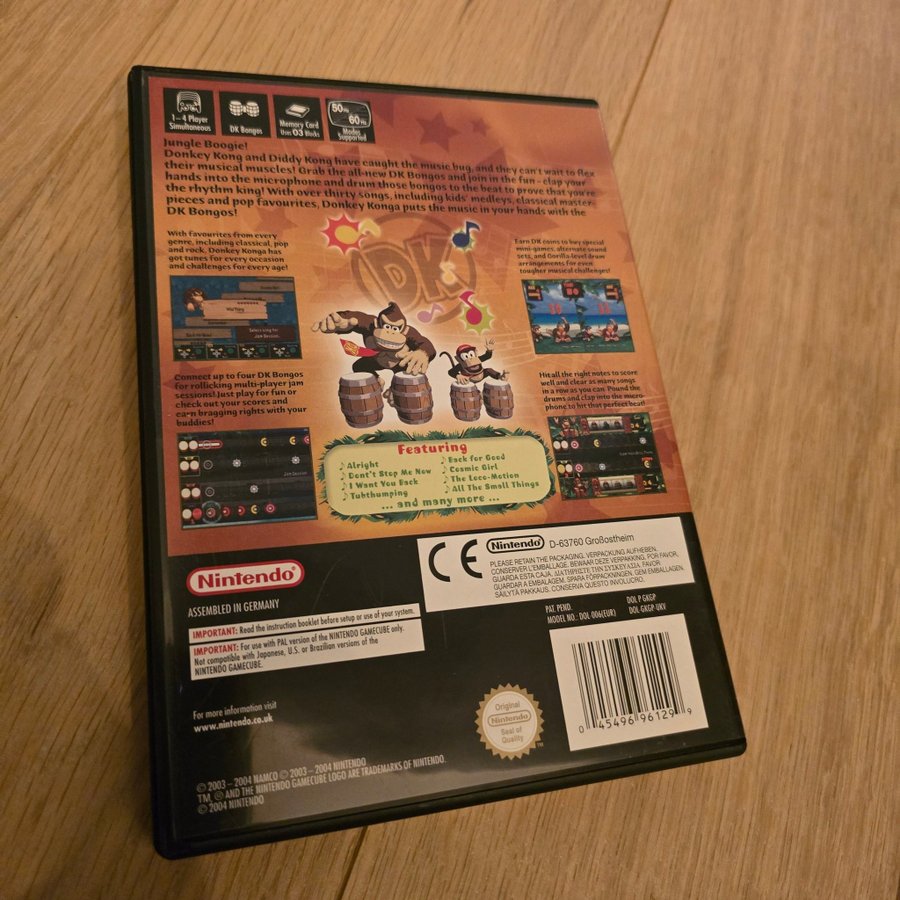 1–4 Player
Simultaneous
DK Bongos
Memory Card
Uses 03 Blocks
50Hz
60Hz
Modes
Supported
Jungle Boogie!
Donkey Kong and Diddy Kong have caught the music bug, and they can't wait to flex
their musical muscles! Grab the all-new DK Bongos and join in the fun – clap your
hands into the microphone and drum those bongos to the beat to prove that you're
the rhythm king! With over thirty songs, including kids' medleys, classical master-
pieces and pop favourites, Donkey Konga puts the music in your hands with the
DK Bongos!
With favourites from every
genre, including classical, pop
and rock, Donkey Konga has
got tunes for every occasion
and challenges for every age!
DK
Earn DK coins to buy special
mini-games, alternate sound
sets, and Gorilla-level drum
arrangements for even
tougher musical challenges!
Wild Thing
Select song for
Jam Session.
Connect up to four DK Bongos
for rollicking multi-player jam
sessions! Just play for fun or
check out your scores and
earn bragging rights with your
buddies!
Hit all the right notes to score
well and clear as many songs
in a row as you can. Pound the
drums and clap into the micro-
phone to hit that perfect beat!
Jam Session
Featuring
Alright
Don't Stop Me Now
I Want You Back
Tubthumping
Back for Good
Cosmic Girl
The Loco-Motion
All The Small Things
... and many more ...
Nintendo
ASSEMBLED IN GERMANY
IMPORTANT: Read the instruction booklet before setup or use of your system.
IMPORTANT: For use with PAL version of the NINTENDO GAMECUBE only.
Not compatible with Japanese, U.S. or Brazilian versions of the
NINTENDO GAMECUBE.
CE
Nintendo D-63760 Großostheim
PLEASE RETAIN THE PACKAGING. VERPACKUNG AUFHEBEN.
CONSERVER L'EMBALLAGE. BEWAAR DEZE VERPAKKING. POR FAVOR,
GUARDA ESTA CAJA. ΔΙΑΤΗΡΕΙΣΤΕ ΤΗΝ ΣΥΣΚΕΥΑΣΙΑ. FAVOR
GUARDAR A EMBALAGEM. SPARA FÖRPACKNINGEN. GEM EMBALLAGEN.
SÄILYTÄ PAKKAUS. CONSERVA QUESTO INVOLUCRO.
PAT. PEND.
MODEL NO.: DOL 006(EUR)
DOL P GKGP
DOL GKGP UKV
For more information visit
www.nintendo.co.uk
Original
Nintendo
Seal of
Quality
TM
0 45496 96129 9
© 2003 – 2004 NAMCO © 2003 – 2004 NINTENDO
TM, ® AND THE NINTENDO GAMECUBE LOGO ARE TRADEMARKS OF NINTENDO.
© 2004 NINTENDO